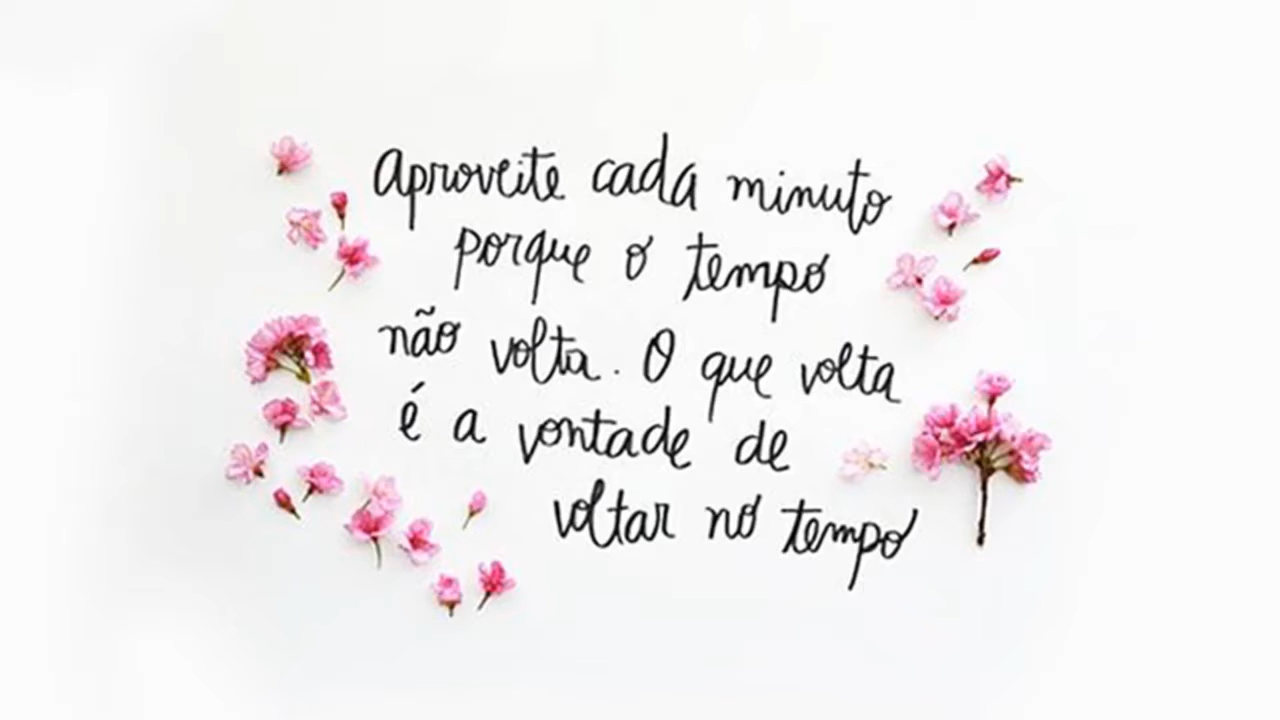 Aproveite cada minuto
porque o tempo
não volta. O que volta
é a vontade de
voltar no tempo